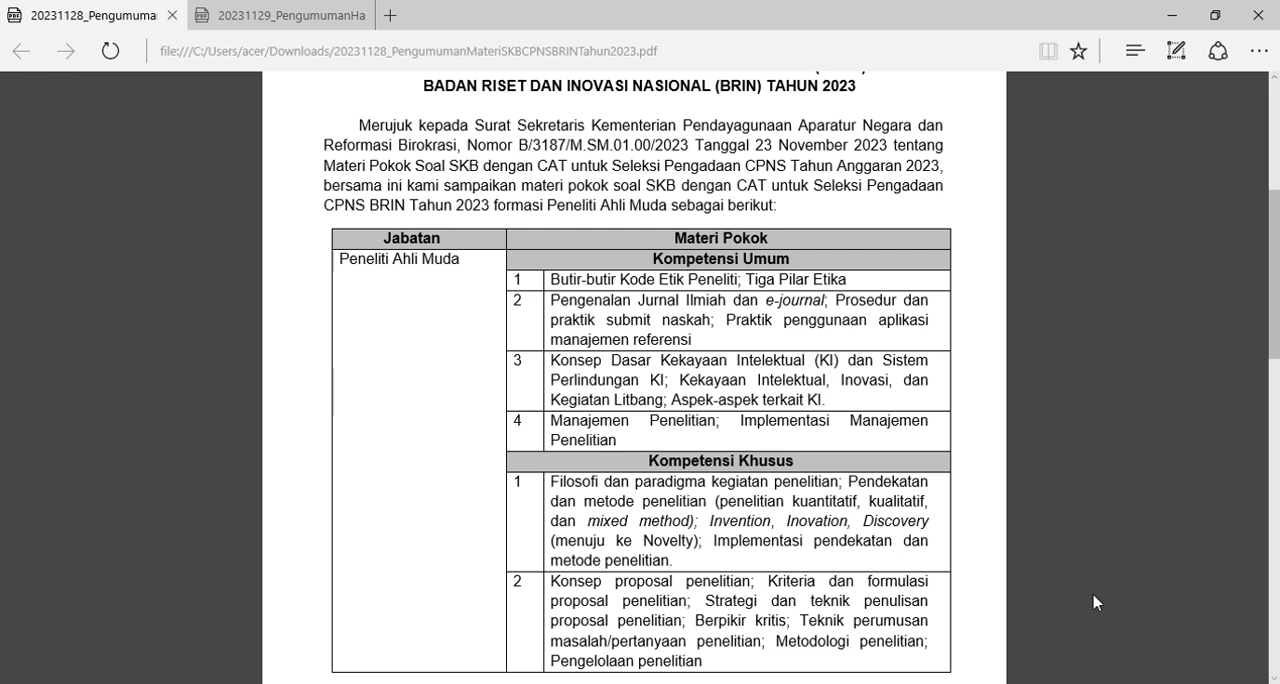 20231128_Pengumuma
20231129_PengumumanHa
file:///C:/Users/acer/Downloads/20231128_PengumumanMateriSKBCPNSBRINTahun2023.pdf
BADAN RISET DAN INOVASI NASIONAL (BRIN) TAHUN 2023
Merujuk kepada Surat Sekretaris Kementerian Pendayagunaan Aparatur Negara dan
Reformasi Birokrasi, Nomor B/3187/M.SM.01.00/2023 Tanggal 23 November 2023 tentang
Materi Pokok Soal SKB dengan CAT untuk Seleksi Pengadaan CPNS Tahun Anggaran 2023,
bersama ini kami sampaikan materi pokok soal SKB dengan CAT untuk Seleksi Pengadaan
CPNS BRIN Tahun 2023 formasi Peneliti Ahli Muda sebagai berikut:
Jabatan Materi Pokok
Peneliti Ahli Muda Kompetensi Umum
1 Butir-butir Kode Etik Peneliti; Tiga Pilar Etika
2 Pengenalan Jurnal Ilmiah dan e-journal; Prosedur dan
praktik submit naskah; Praktik penggunaan aplikasi
manajemen referensi
3 Konsep Dasar Kekayaan Intelektual (KI) dan Sistem
Perlindungan KI; Kekayaan Intelektual, Inovasi, dan
Kegiatan Litbang; Aspek-aspek terkait KI.
4 Manajemen Penelitian; Implementasi Manajemen
Penelitian
Kompetensi Khusus
1 Filosofi dan paradigma kegiatan penelitian; Pendekatan
dan metode penelitian (penelitian kuantitatif, kualitatif,
dan mixed method); Invention, Inovation, Discovery
(menuju ke Novelty); Implementasi pendekatan dan
metode penelitian.
2 Konsep proposal penelitian; Kriteria dan formulasi
proposal penelitian; Strategi dan teknik penulisan
proposal penelitian; Berpikir kritis; Teknik perumusan
masalah/pertanyaan penelitian; Metodologi penelitian;
Pengelolaan penelitian